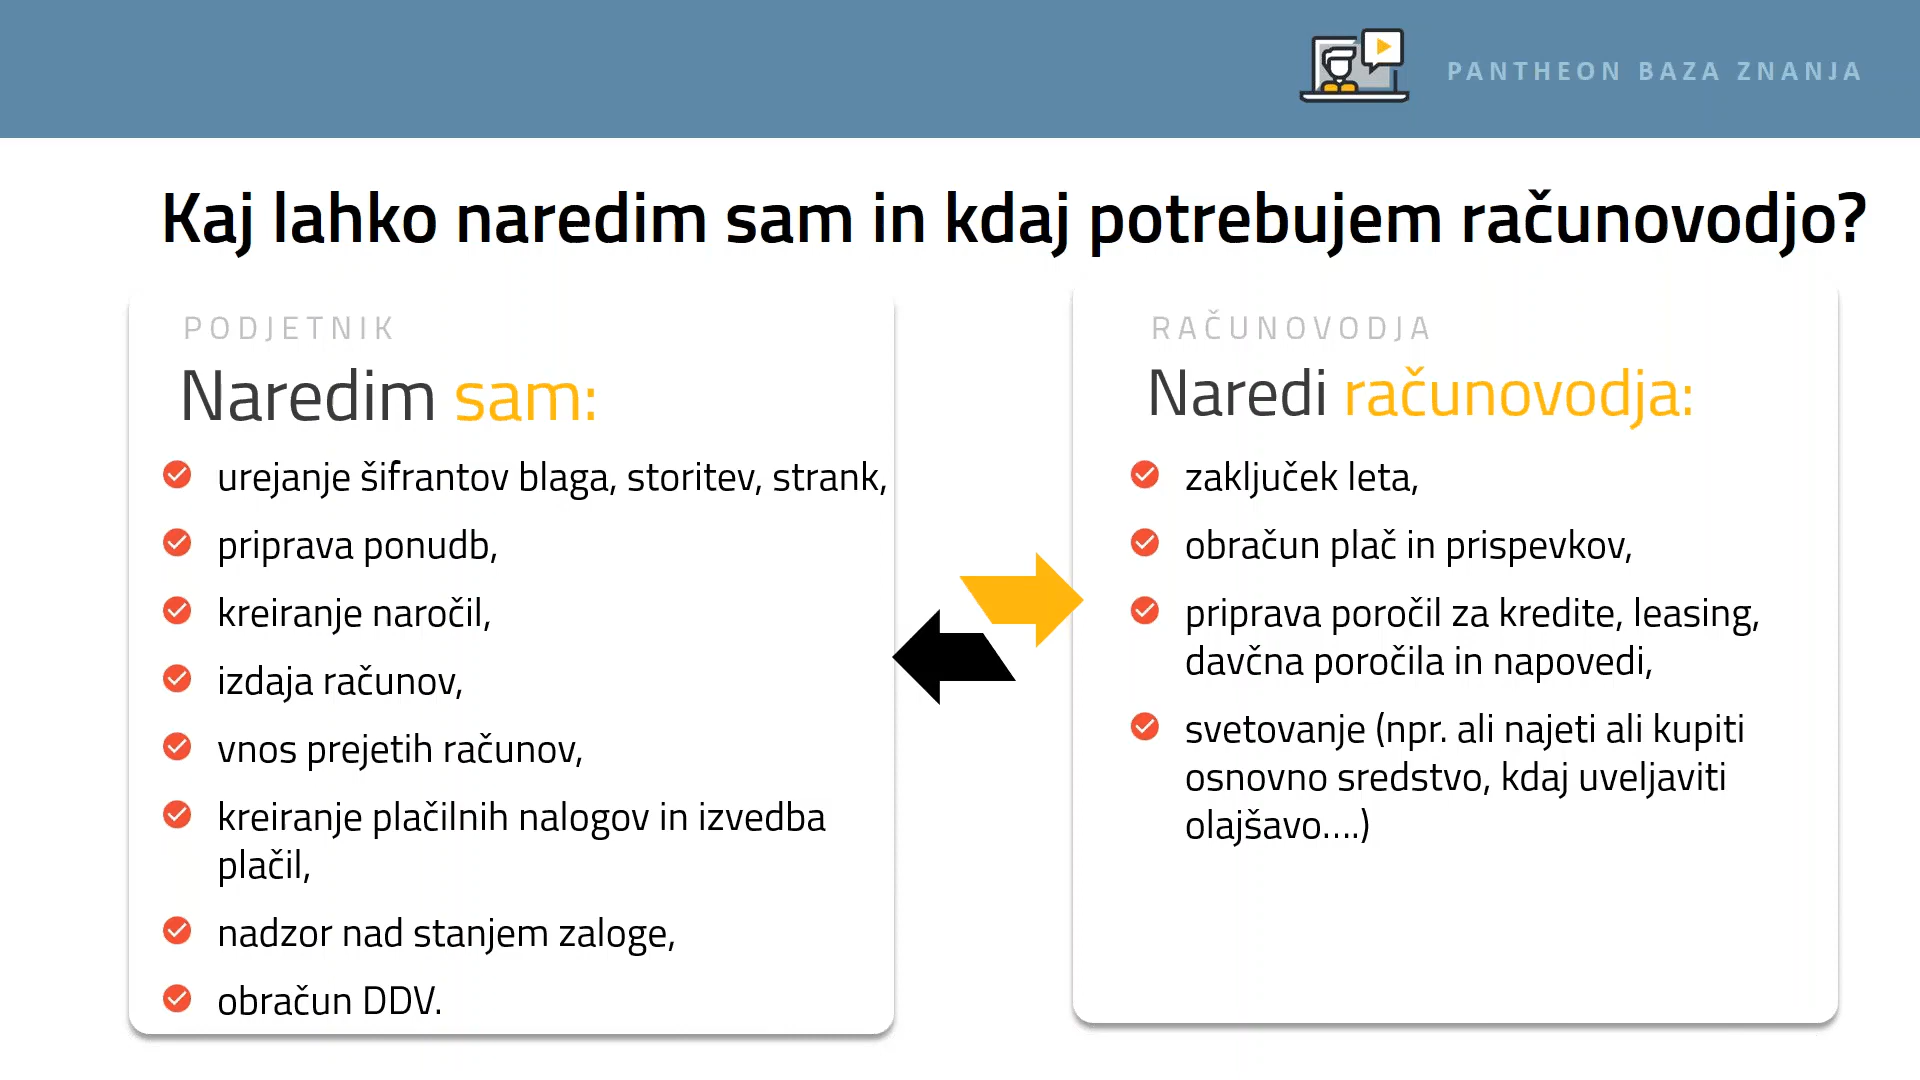 PANTHEON BAZA ZNANJA
Kaj lahko naredim sam in kdaj potrebujem računovodjo?
PODJETNIK
Naredim sam:
urejanje šifrantov blaga, storitev, strank,
priprava ponudb,
kreiranje naročil,
izdaja računov,
vnos prejetih računov,
kreiranje plačilnih nalogov in izvedba
plačil,
nadzor nad stanjem zaloge,
obračun DDV.
RAČUNOVODJA
Naredi računovodja:
zaključek leta,
obračun plač in prispevkov,
priprava poročil za kredite, leasing,
davčna poročila in napovedi,
svetovanje (npr. ali najeti ali kupiti
osnovno sredstvo, kdaj uveljaviti
olajšavo....)